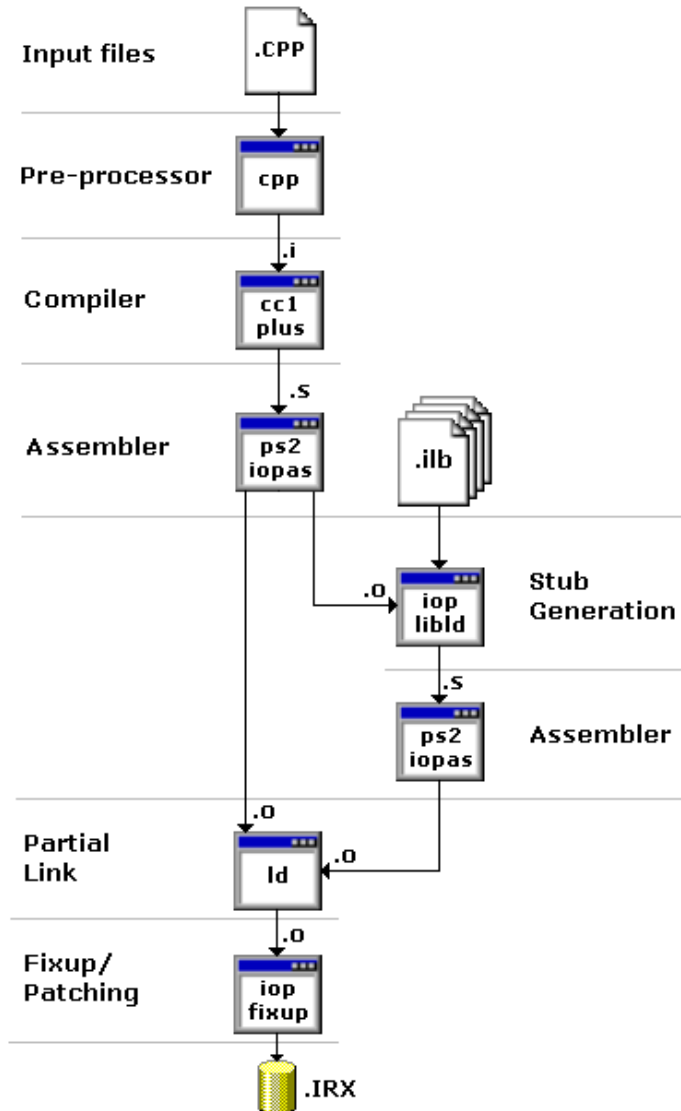 Input files
.CPP
Pre-processor
cpp
.i
Compiler
cc1
plus
.s
Assembler
ps2
iopas
.ilb
.o
iop
libld
Stub
Generation
.s
ps2
iopas
Assembler
.o
Partial
Link
ld
.o
.o
Fixup/
Patching
iop
fixup
.IRX